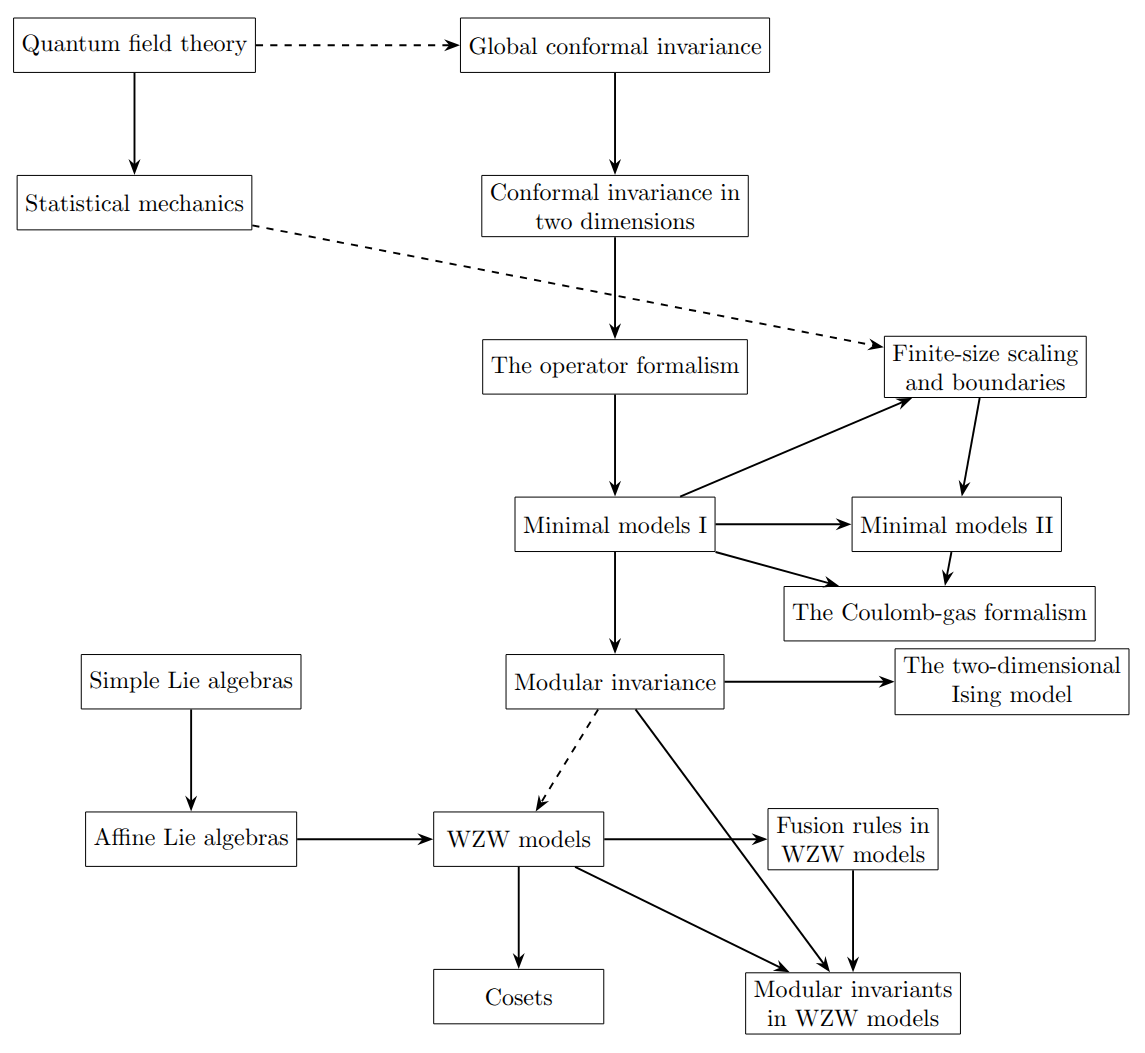 Quantum field theory
Global conformal invariance
Statistical mechanics
Conformal invariance in
two dimensions
The operator formalism
Finite-size scaling
and boundaries
Minimal models I
Minimal models II
The Coulomb-gas formalism
Simple Lie algebras
Modular invariance
The two-dimensional
Ising model
Affine Lie algebras
WZW models
Fusion rules in
WZW models
Cosets
Modular invariants
in WZW models